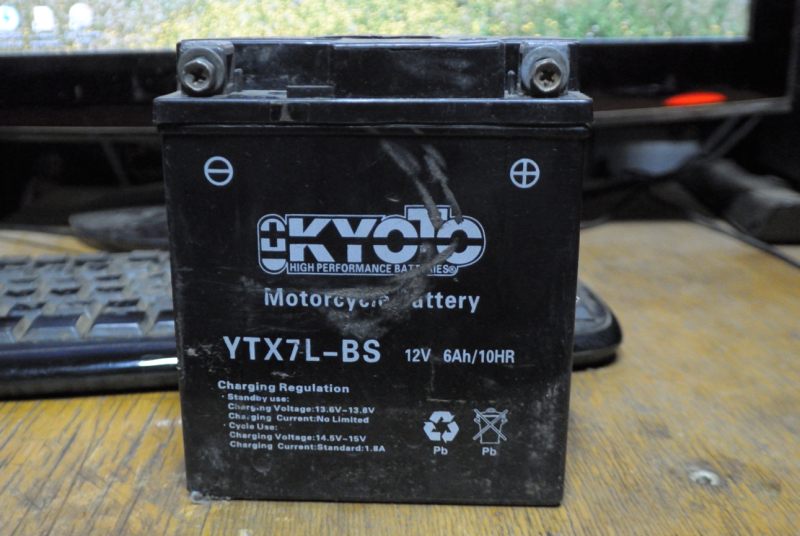 KYOTO
HIGH PERFORMANCE BATTERIES®
Motorcycle Battery
YTX7L-BS 12V 6Ah/10HR
Charging Regulation
· Standby use:
Charging Voltage:13.6V-13.8V
Charging Current:No Limited
· Cycle Use:
Charging Voltage:14.5V-15V
Charging Current:Standard:1.8A
Pb Pb